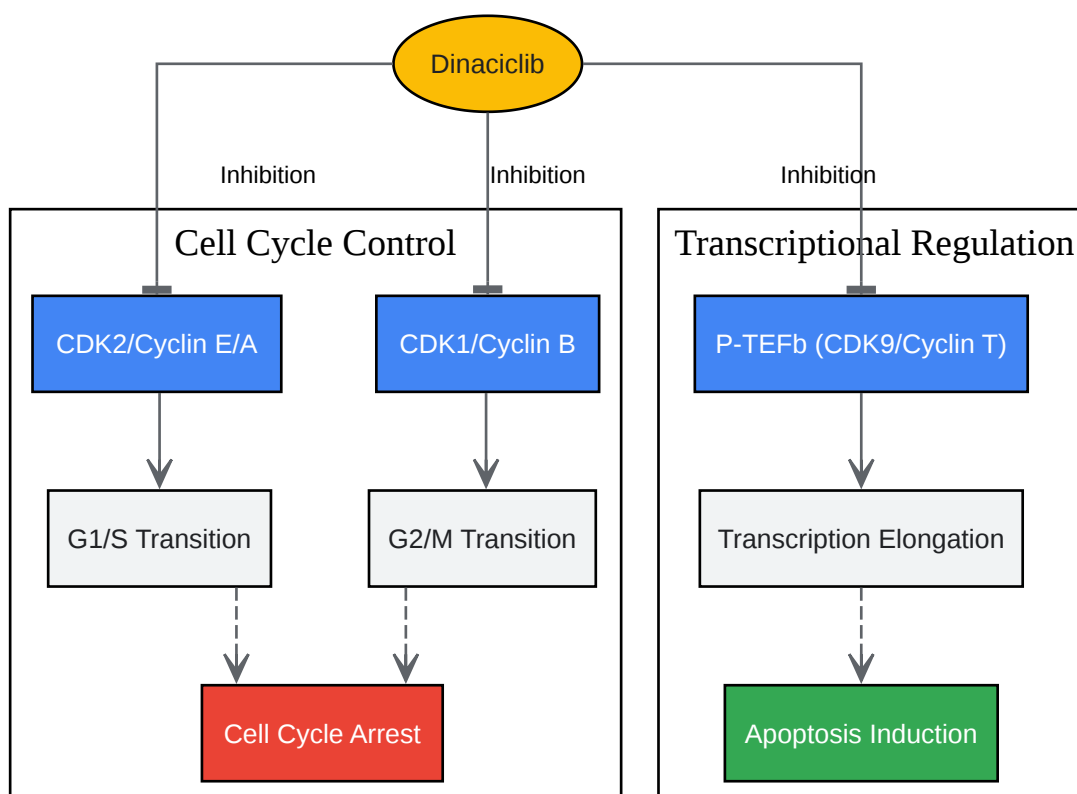 Dinaciclib
Inhibition
Inhibition
Inhibition
Cell Cycle Control
Transcriptional Regulation
CDK2/Cyclin E/A
CDK1/Cyclin B
P-TEFb (CDK9/Cyclin T)
G1/S Transition
G2/M Transition
Transcription Elongation
Cell Cycle Arrest
Apoptosis Induction